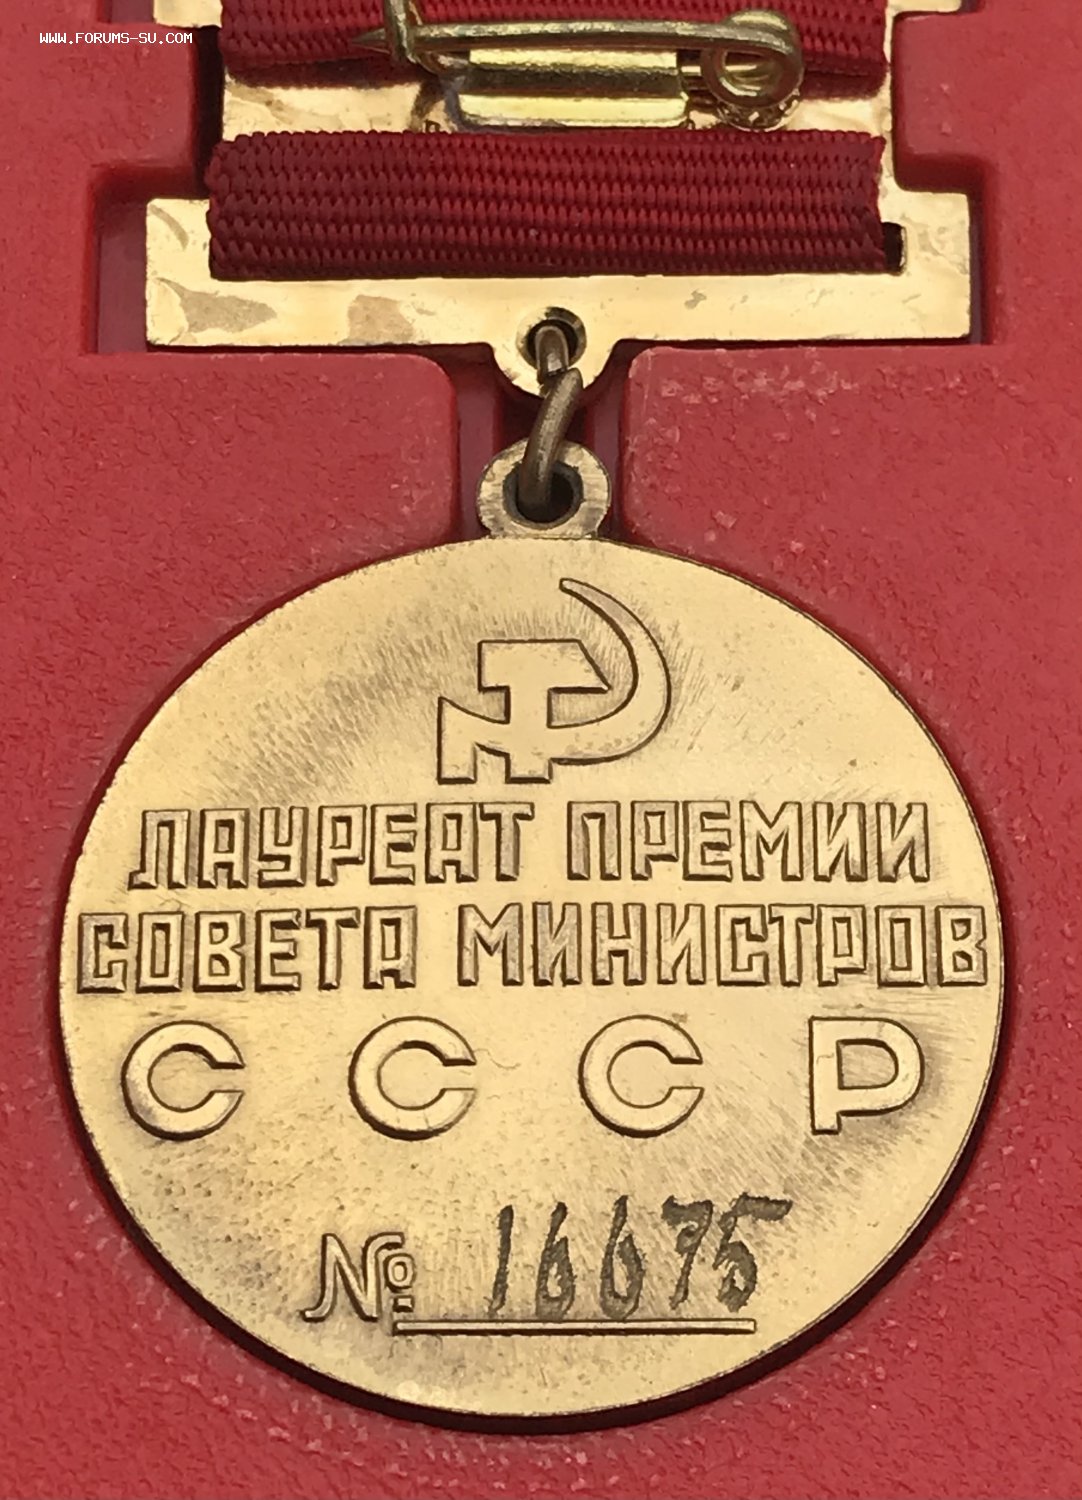 WWW.FORUMS-SU.COM
ЛАУРЕАТ ПРЕМИИ
СОВЕТА МИНИСТРОВ
СССР
№ 16675